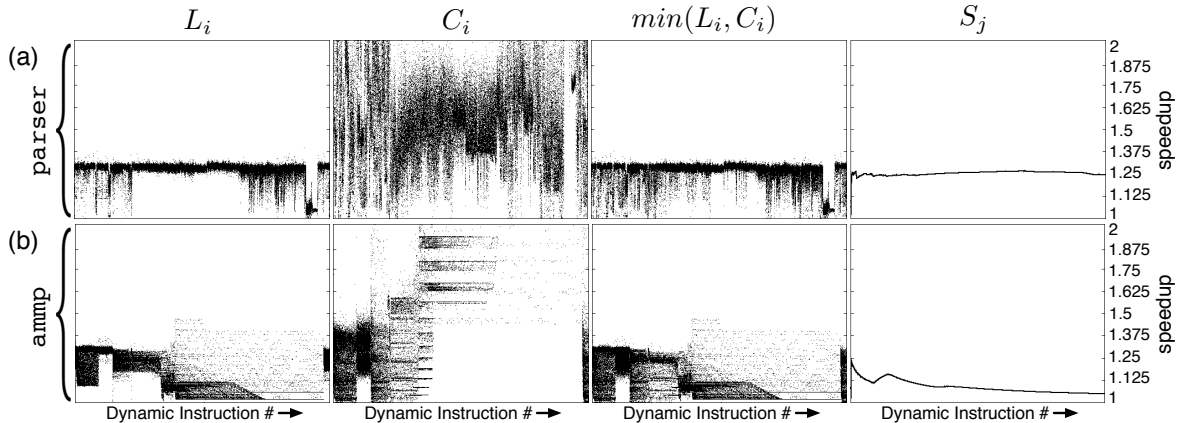 L_i C_i min(L_i, C_i) S_j
(a)
parser
2
1.875
1.75
1.625
1.5
1.375
1.25
1.125
1
speedup
(b)
ammp
2
1.875
1.75
1.625
1.5
1.375
1.25
1.125
1
speedup
Dynamic Instruction # Dynamic Instruction # Dynamic Instruction # Dynamic Instruction #